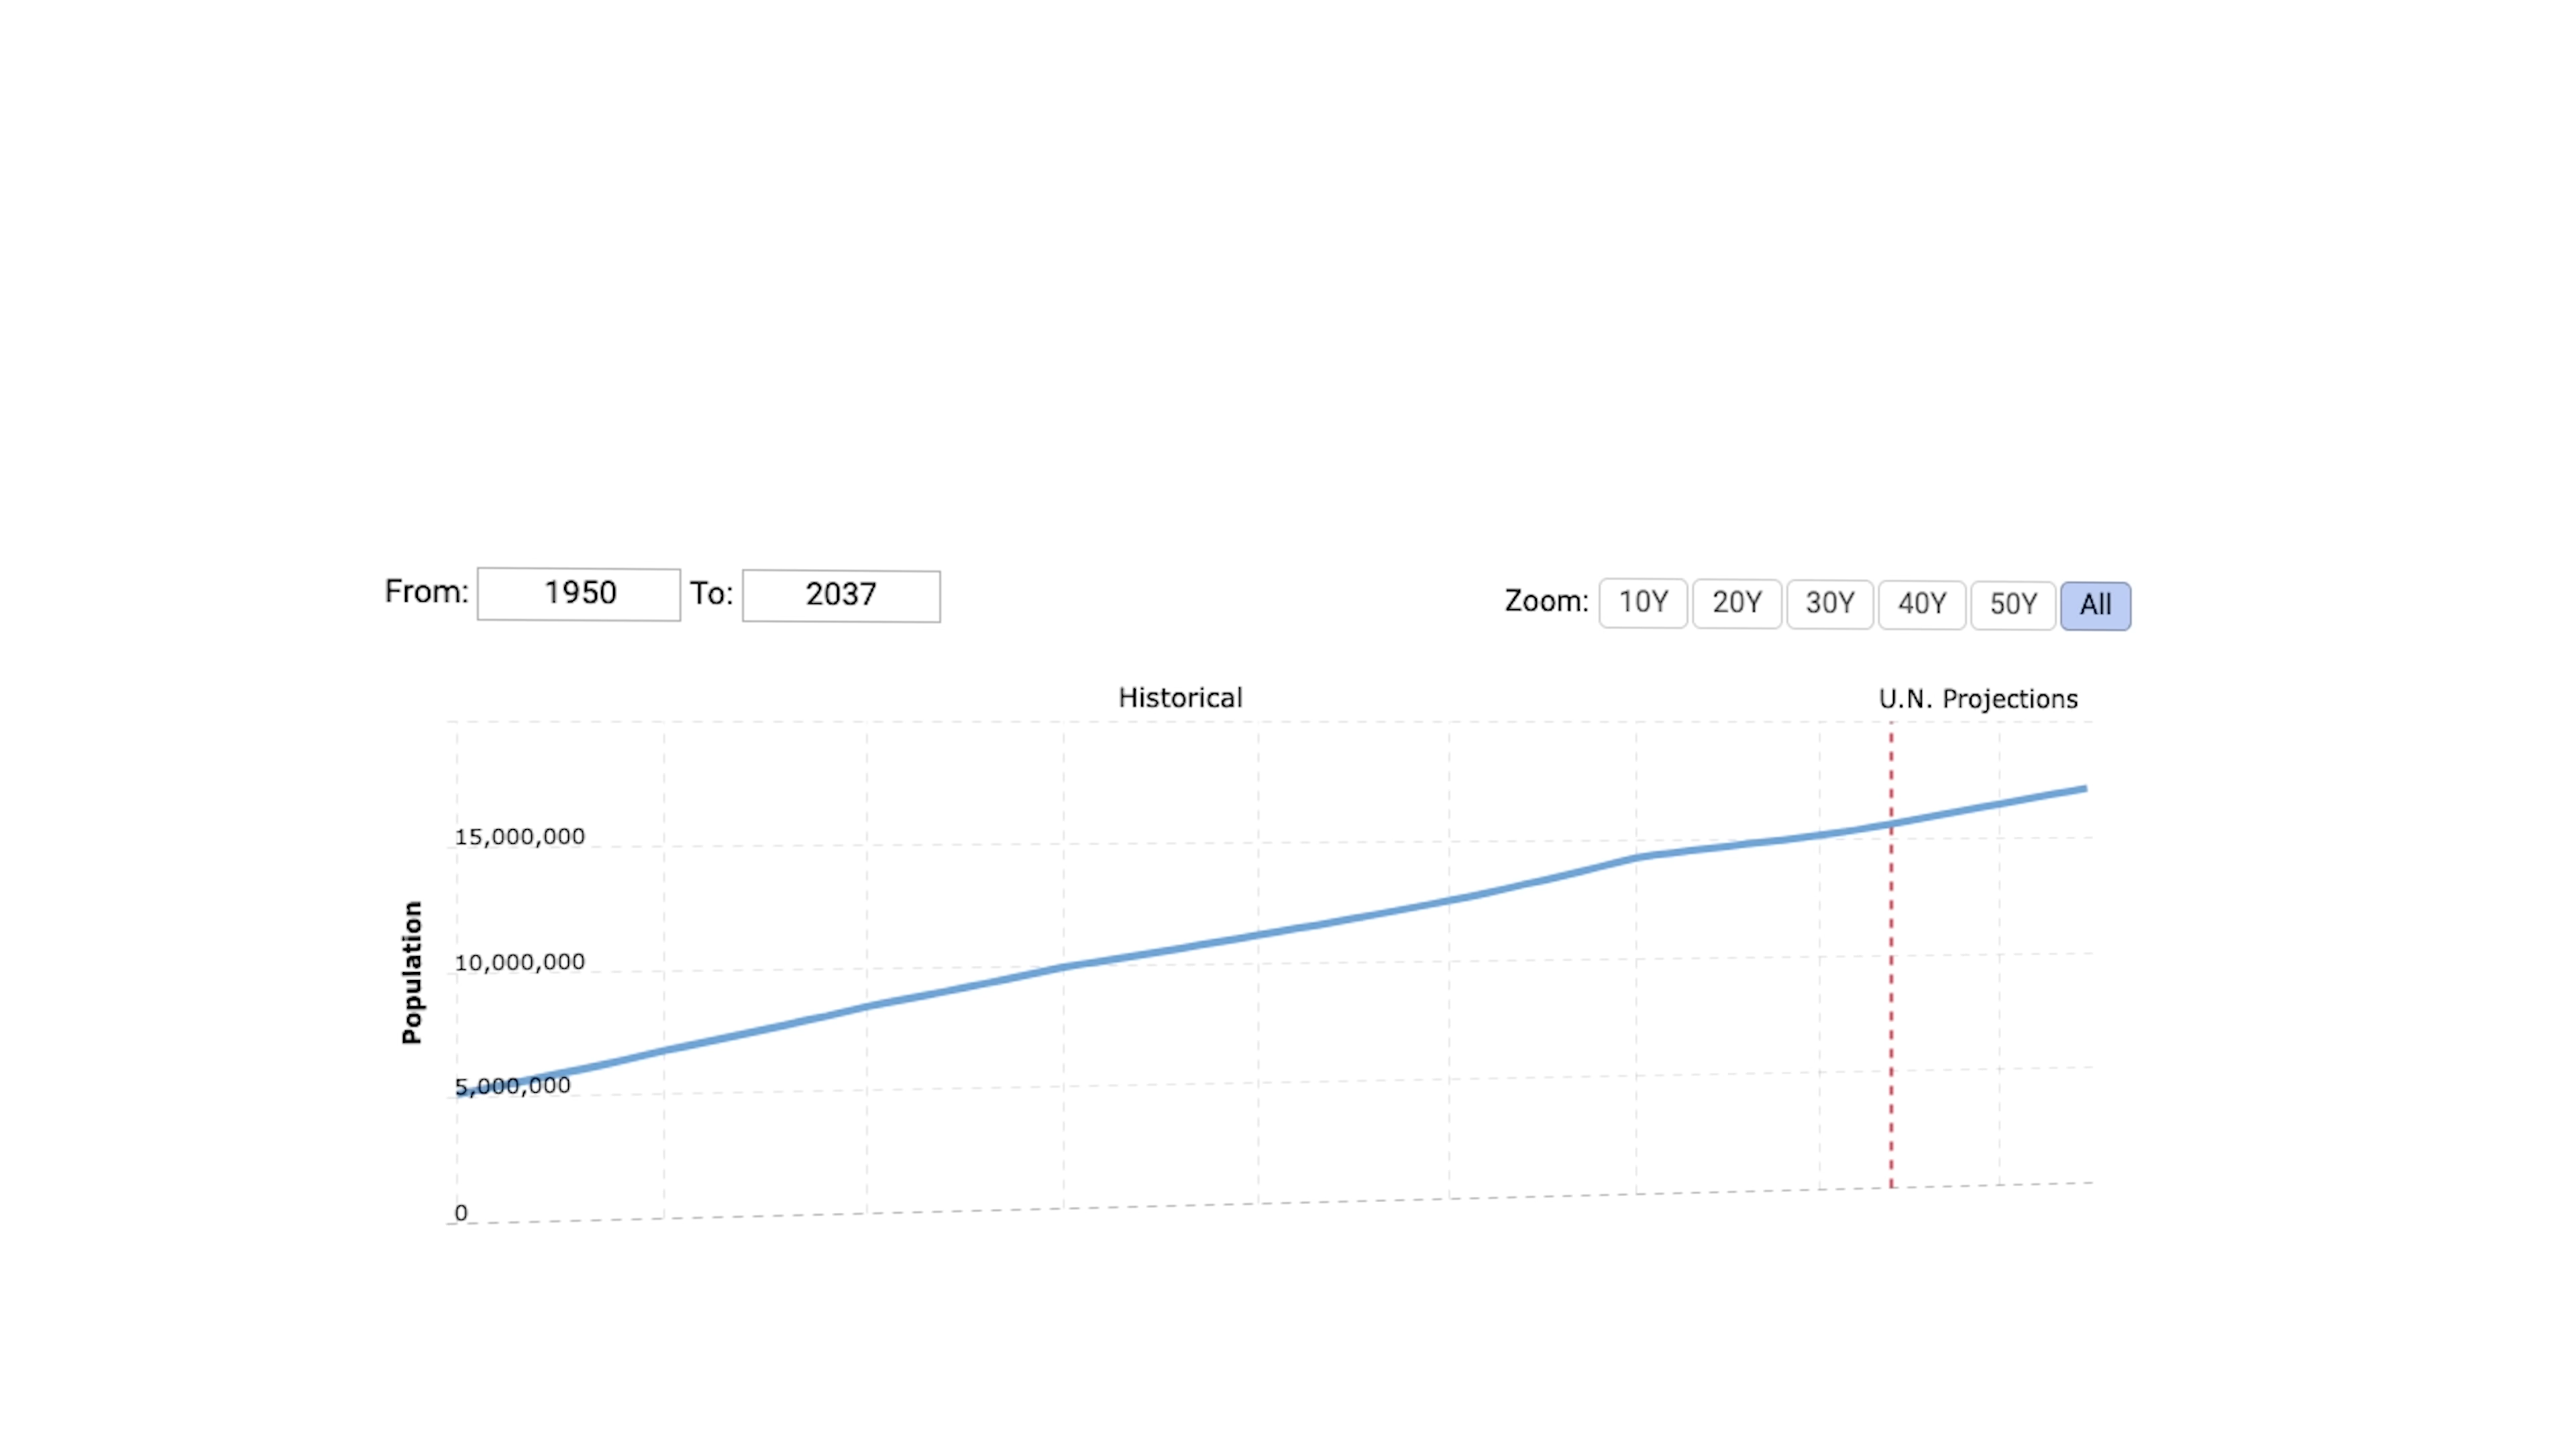 From: 1950 To: 2037
Zoom: 10Y 20Y 30Y 40Y 50Y All
Historical
U.N. Projections
15,000,000
10,000,000
5,000,000
0
Population